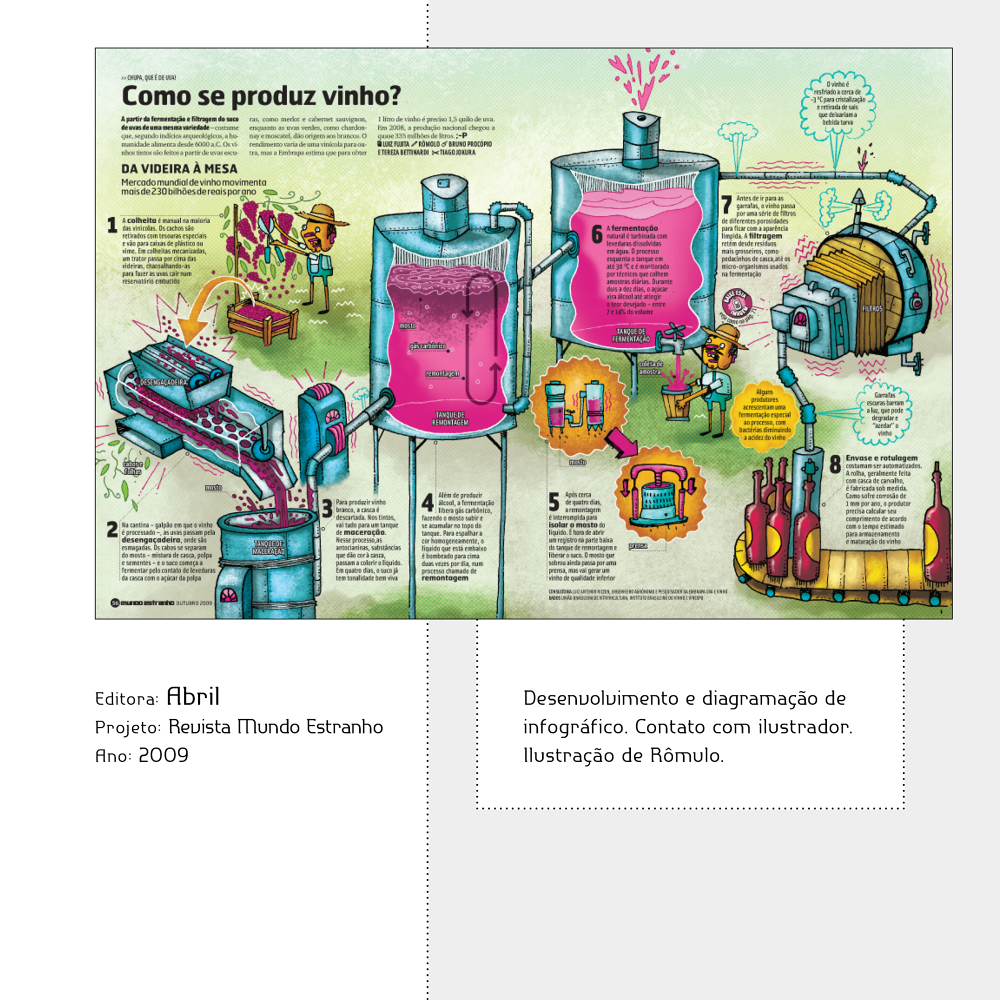 >> CHUPA, QUE É DE UVA!
Como se produz vinho?
A partir da fermentação e filtragem do suco
de uvas de uma mesma variedade – costume
que, segundo indícios arqueológicos, a hu-
manidade alimenta desde 6000 a.C. Os vi-
nhos tintos são feitos a partir de uvas escu-
ras, como merlot e cabernet sauvignon,
enquanto as uvas verdes, como chardon-
nay e moscatel, dão origem aos brancos. O
rendimento varia de uma vinícola para ou-
tra, mas a Embrapa estima que para obter
1 litro de vinho é preciso 1,5 quilo de uva.
Em 2008, a produção nacional chegou a
quase 335 milhões de litros. ;-P
LUIZ FUJITA RÔMOLO BRUNO PROCÓPIO
E TEREZA BETTINARDI TIAGO JOKURA
DA VIDEIRA À MESA
Mercado mundial de vinho movimenta
mais de 230 bilhões de reais por ano
1 A colheita é manual na maioria
das vinícolas. Os cachos são
retirados com tesouras especiais
e vão para caixas de plástico ou
vime. Em colheitas mecanizadas,
um trator passa por cima das
videiras, chacoalhando-as
para fazer as uvas caír num
reservatório embutido
DESENGAÇADEIRA
cabos e
folhas
mosto
2 Na cantina – galpão em que o vinho
é processado –, as uvas passam pela
desengaçadeira, onde são
esmagadas. Os cabos se separam
do mosto – mistura de casca, polpa
e sementes – e o suco começa a
fermentar pelo contato de leveduras
da casca com o açúcar da polpa
TANQUE DE
MACERAÇÃO
3 Para produzir vinho
branco, a casca é
descartada. Nos tintos,
vai tudo para um tanque
de maceração.
Nesse processo, as
antocianinas, substâncias
que dão cor à casca,
passam a colorir o líquido.
Em quatro dias, o suco já
tem tonalidade bem viva
mosto
gás carbônico
remontagem
TANQUE DE
REMONTAGEM
4 Além de produzir
álcool, a fermentação
libera gás carbônico,
fazendo o mosto subir e
se acumular no topo do
tanque. Para espalhar a
cor homogeneamente, o
líquido que está embaixo
é bombeado para cima
duas vezes por dia, num
processo chamado de
remontagem
mosto
prensa
5 Após cerca
de quatro dias,
a remontagem
é interrompida para
isolar o mosto do
líquido. É hora de abrir
um registro na parte baixa
do tanque de remontagem e
liberar o suco. O mosto que
sobrou ainda passa por uma
prensa, mas vai gerar um
vinho de qualidade inferior
6 A fermentação
natural é turbinada com
leveduras dissolvidas
em água. O processo
esquenta o tanque em
até 30 ºC e é monitorado
por técnicos que colhem
amostras diárias. Durante
dois a dez dias, o açúcar
vira álcool até atingir
o teor desejado – entre
7 e 14% do volume
TANQUE DE
FERMENTAÇÃO
coleta de
amostra
O vinho é
resfriado a cerca de
-3 ºC para cristalização
e retirada de sais
que deixariam a
bebida turva
7 Antes de ir para as
garrafas, o vinho passa
por uma série de filtros
de diferentes porosidades
para ficar com a aparência
límpida. A filtragem
retém desde resíduos
mais grosseiros, como
pedacinhos de casca, até os
micro-organismos usados
na fermentação
BAIXE ESSA
IMAGEM
FILTROS
Alguns
produtores
acrescentam uma
fermentação especial
ao processo, com
bactérias diminuindo
a acidez do vinho
Garrafas
escuras barram
a luz, que pode
degradar e
"azedar" o
vinho
8 Envase e rotulagem
costumam ser automatizados.
A rolha, geralmente feita
com casca de carvalho,
é fabricada sob medida.
Como sofre corrosão de
1 mm por ano, o produtor
precisa calcular seu
comprimento de acordo
com o tempo estimado
para armazenamento
e maturação do vinho
56 mundo estranho OUTUBRO 2009
Editora: Abril
Projeto: Revista Mundo Estranho
Ano: 2009
Desenvolvimento e diagramação de
infográfico. Contato com ilustrador.
Ilustração de Rômulo.